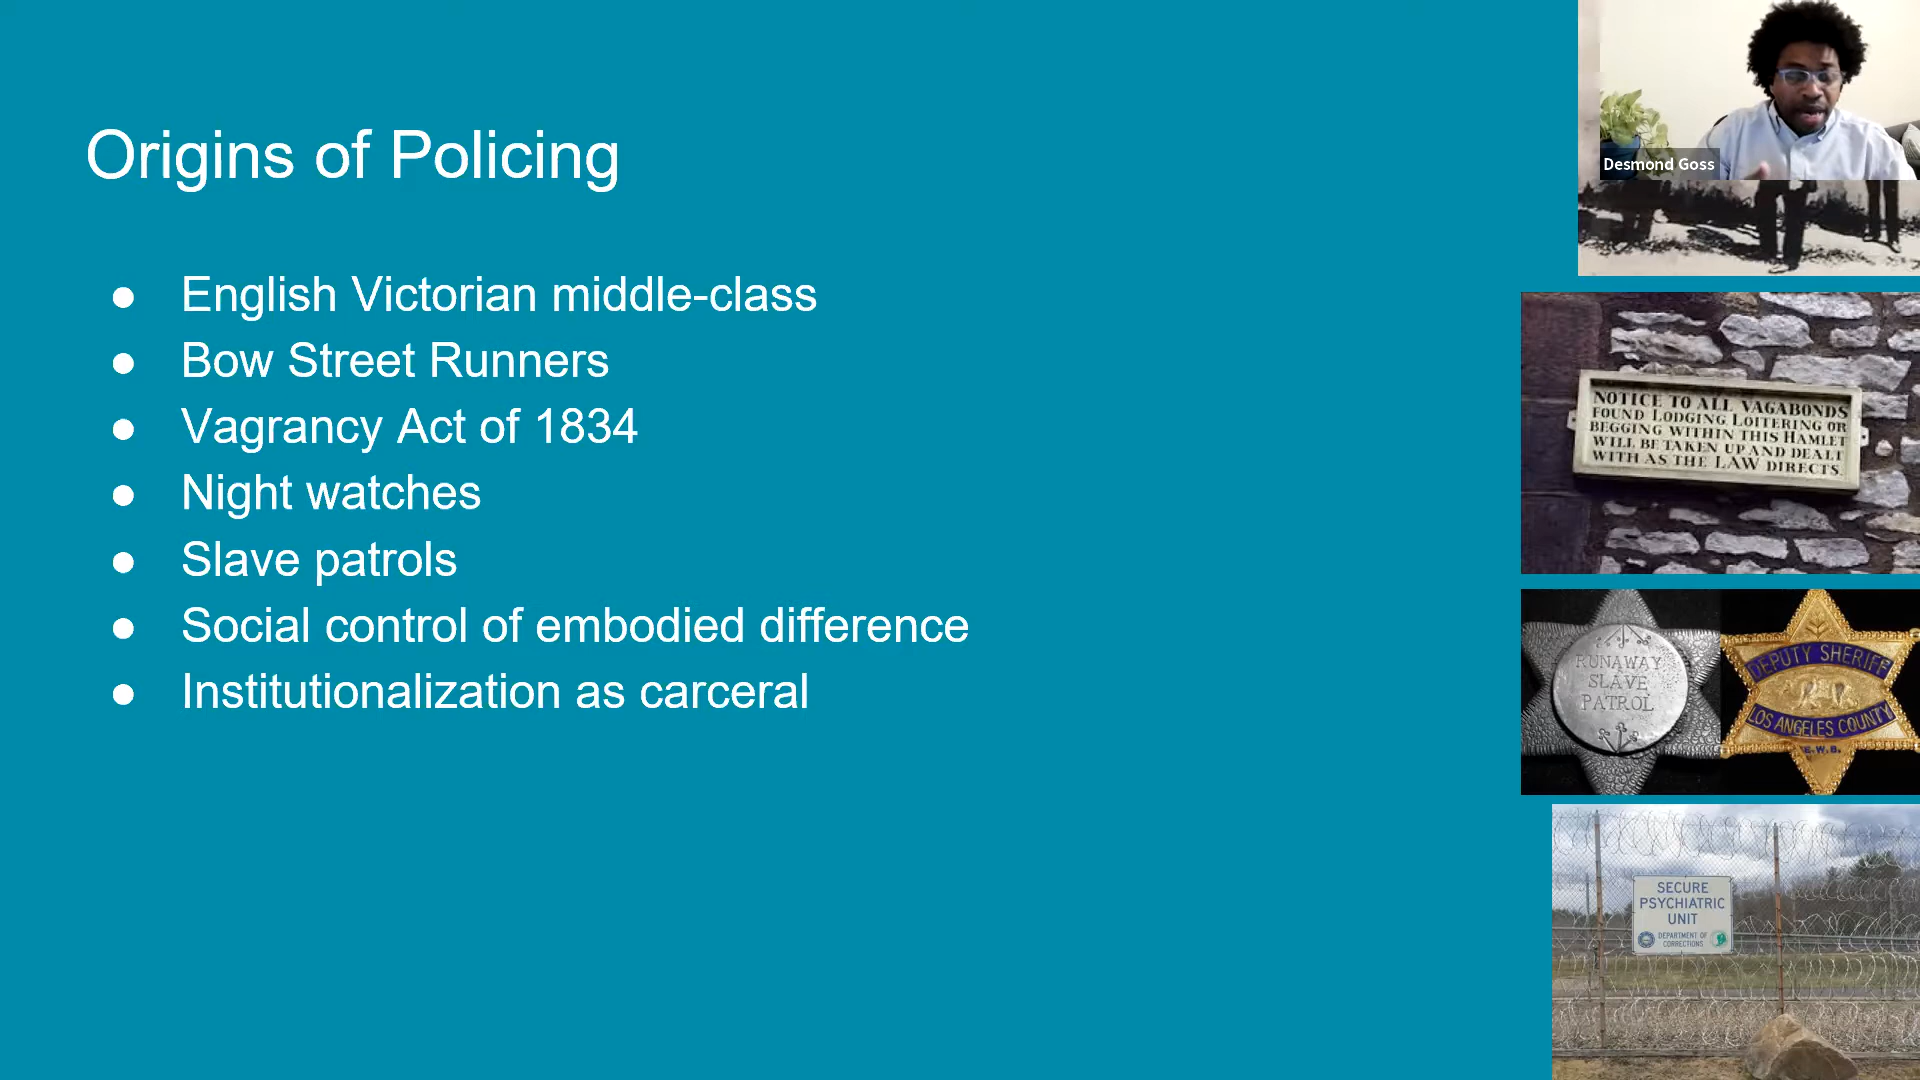 Origins of Policing
English Victorian middle-class
Bow Street Runners
Vagrancy Act of 1834
Night watches
Slave patrols
Social control of embodied difference
Institutionalization as carceral
Desmond Goss
NOTICE TO ALL VAGABONDS
FOUND LODGING LOITERING OR
BEGGING WITHIN THIS HAMLET
WILL BE TAKEN UP AND DEALT
WITH AS THE LAW DIRECTS.
RUNAWAY
SLAVE
PATROL
DEPUTY SHERIFF
LOS ANGELES COUNTY
E.W.B.
SECURE
PSYCHIATRIC
UNIT
DEPARTMENT OF
CORRECTIONS